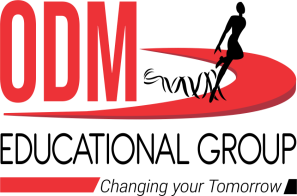 ODM
EDUCATIONAL GROUP
Changing your Tomorrow